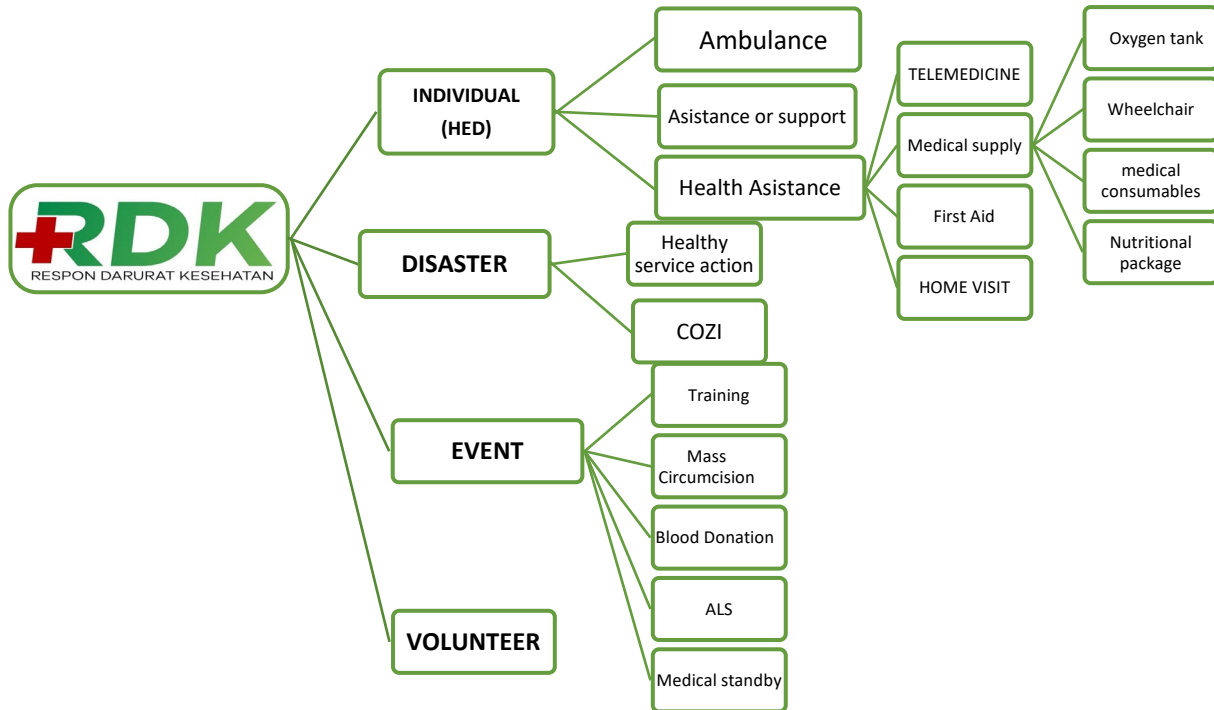 RDK
RESPON DARURAT KESEHATAN
INDIVIDUAL
(HED)
Ambulance
Asistance or support
Health Asistance
TELEMEDICINE
Medical supply
Oxygen tank
Wheelchair
medical
consumables
Nutritional
package
First Aid
HOME VISIT
DISASTER
Healthy
service action
COZI
EVENT
Training
Mass
Circumcision
Blood Donation
ALS
Medical standby
VOLUNTEER